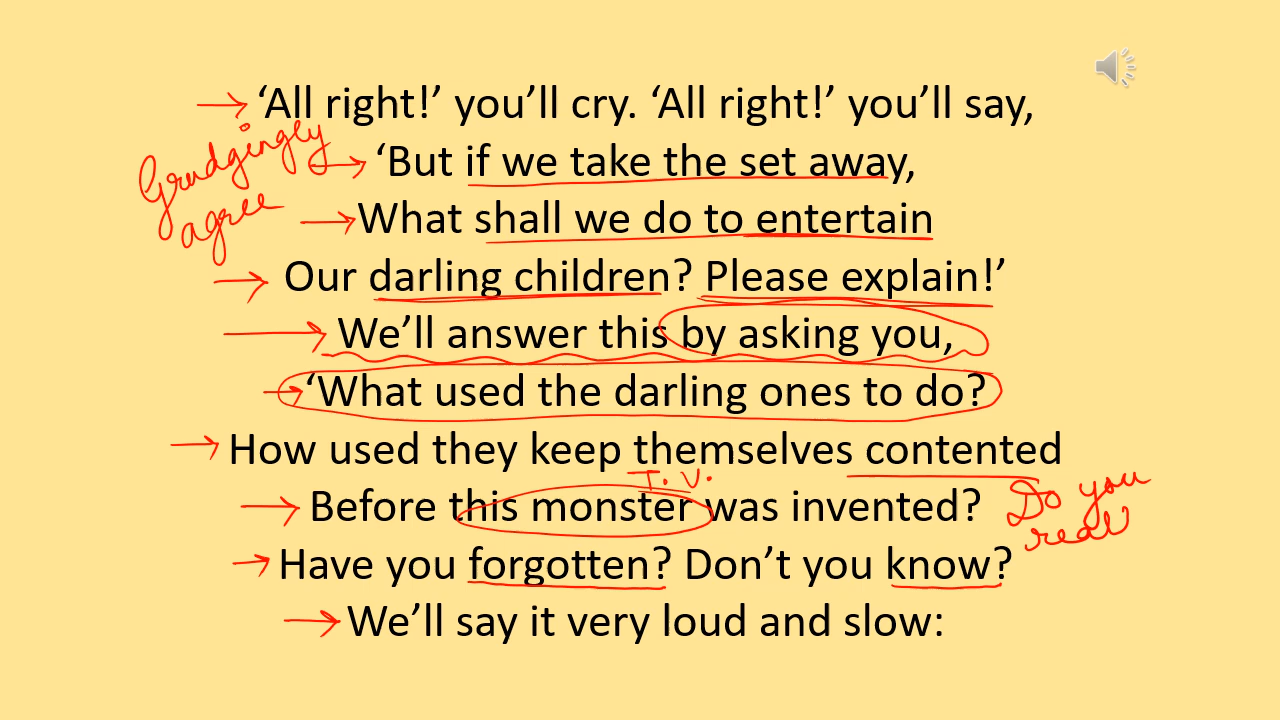 ‘All right!’ you’ll cry. ‘All right!’ you’ll say,
Grudgingly
agree
‘But if we take the set away,
What shall we do to entertain
Our darling children? Please explain!’
We’ll answer this by asking you,
‘What used the darling ones to do?
How used they keep themselves contented
T.V.
Before this monster was invented?
Do you
Have you forgotten? Don’t you know?
We’ll say it very loud and slow: